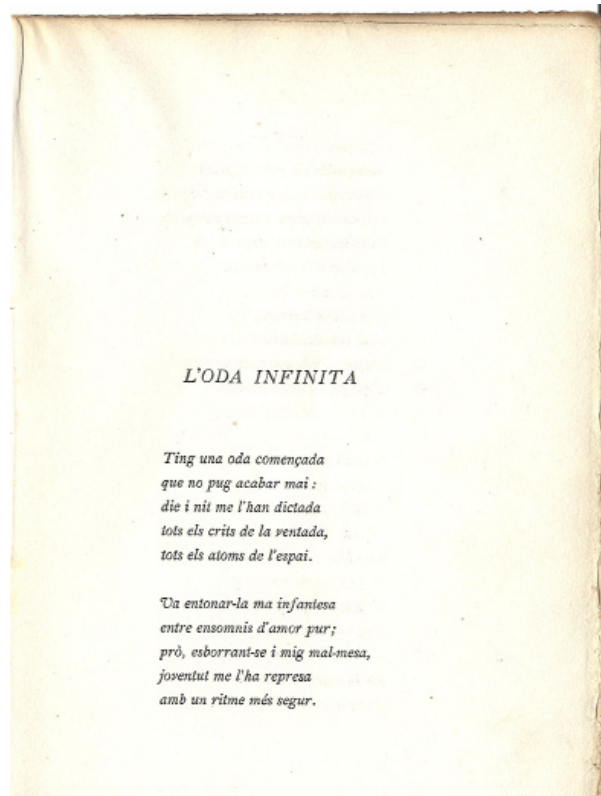 L'ODA INFINITA
Ting una oda començada
que no pug acabar mai :
die i nit me l'han dictada
tots els crits de la ventada,
tots els atoms de l'espai.
Va entonar-la ma infantesa
entre ensomnis d'amor pur;
prò, esborrant-se i mig mal-mesa,
joventut me l'ha represa
amb un ritme més segur.